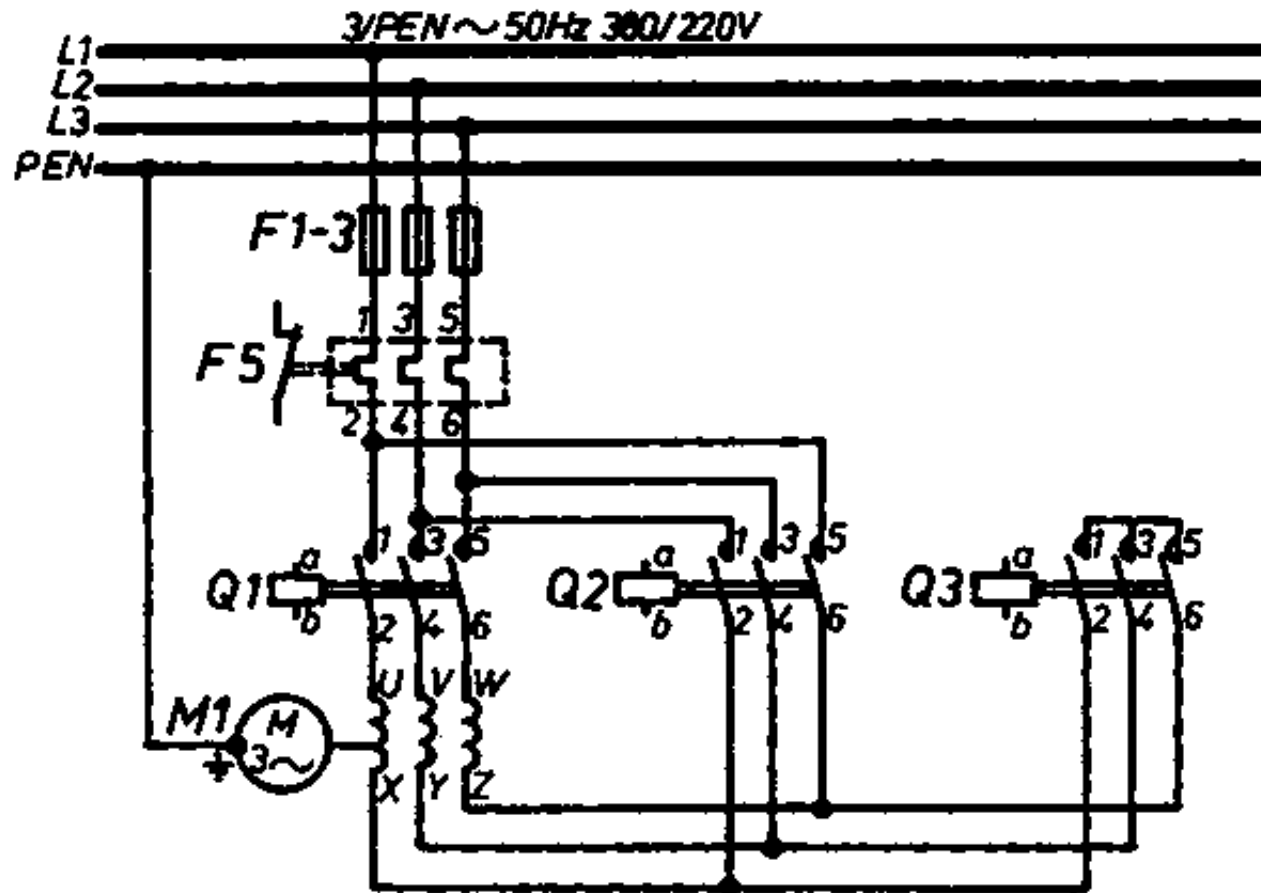 3/PEN ~ 50Hz 380/220V
L1
L2
L3
PEN
F1-3
1 3 5
F5
2 4 6
1 3 5 1 3 5 1 3 5
a a a
Q1 Q2 Q3
b b b
2 4 6 2 4 6 2 4 6
U V W
M1 M
3~
X Y Z